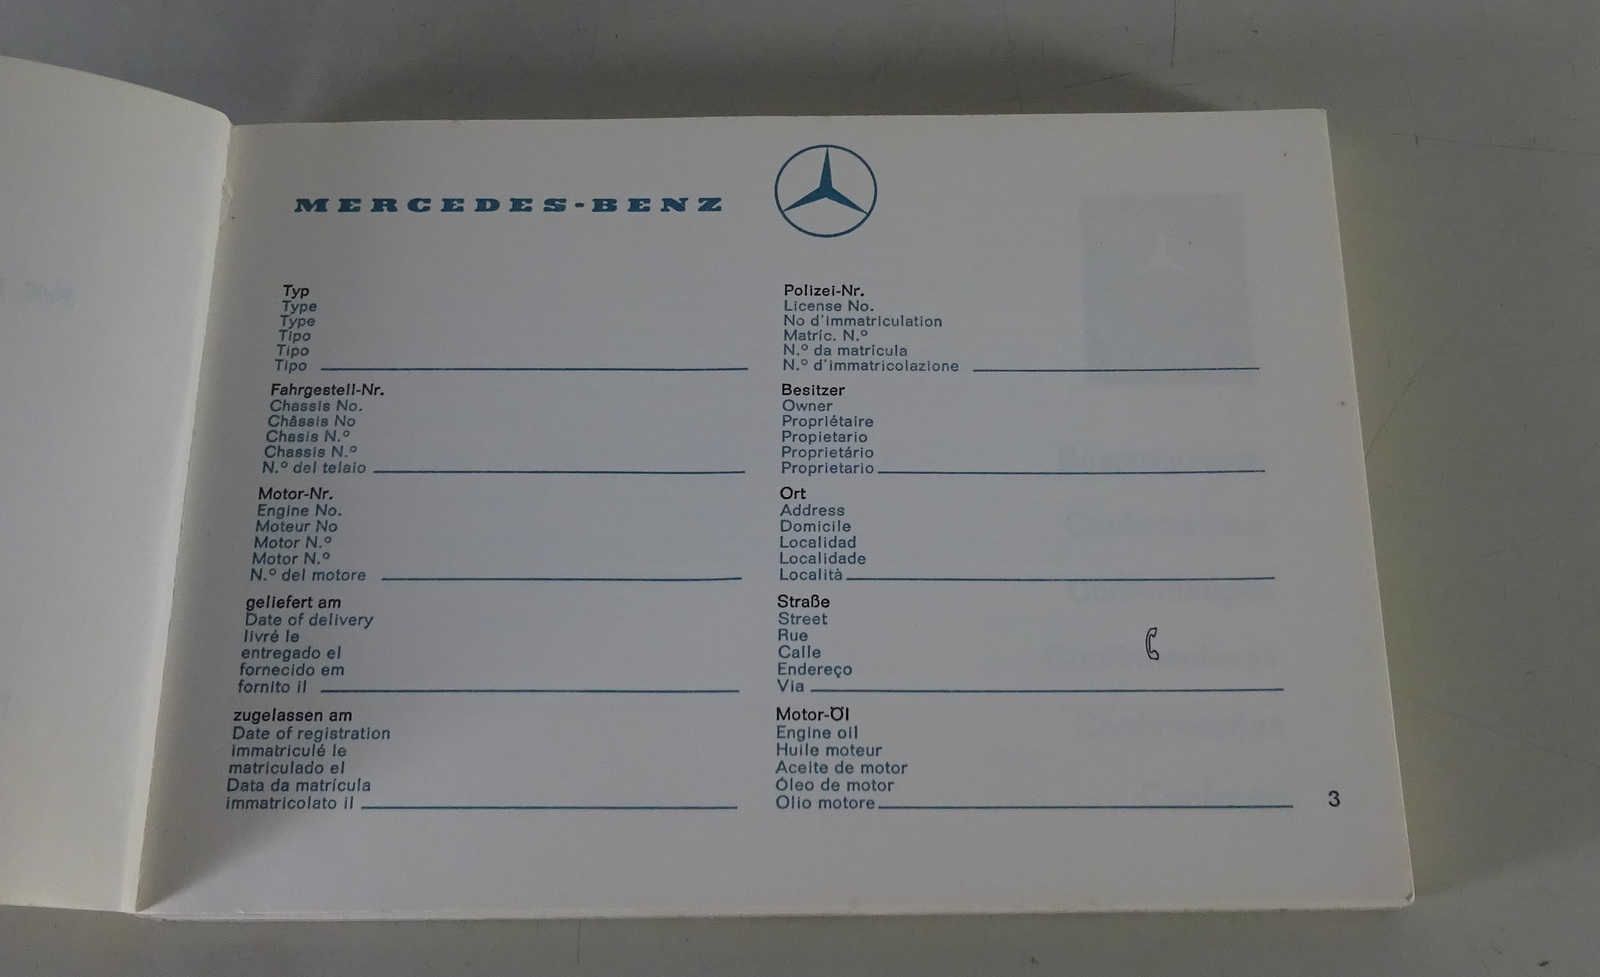 MERCEDES-BENZ
Typ
Type
Type
Tipo
Tipo
Tipo
Fahrgestell-Nr.
Chassis No.
Châssis No
Chasis N.º
Chassis N.º
N.º del telaio
Motor-Nr.
Engine No.
Moteur No
Motor N.º
Motor N.º
N.º del motore
geliefert am
Date of delivery
livré le
entregado el
fornecido em
fornito il
zugelassen am
Date of registration
immatriculé le
matriculado el
Data da matrícula
immatricolato il
Polizei-Nr.
License No.
No d'immatriculation
Matric. N.º
N.º da matrícula
N.º d'immatricolazione
Besitzer
Owner
Propriétaire
Propietario
Proprietário
Proprietario
Ort
Address
Domicile
Localidad
Localidade
Località
Straße
Street
Rue
Calle
Endereço
Via
Motor-Öl
Engine oil
Huile moteur
Aceite de motor
Óleo de motor
Olio motore
3